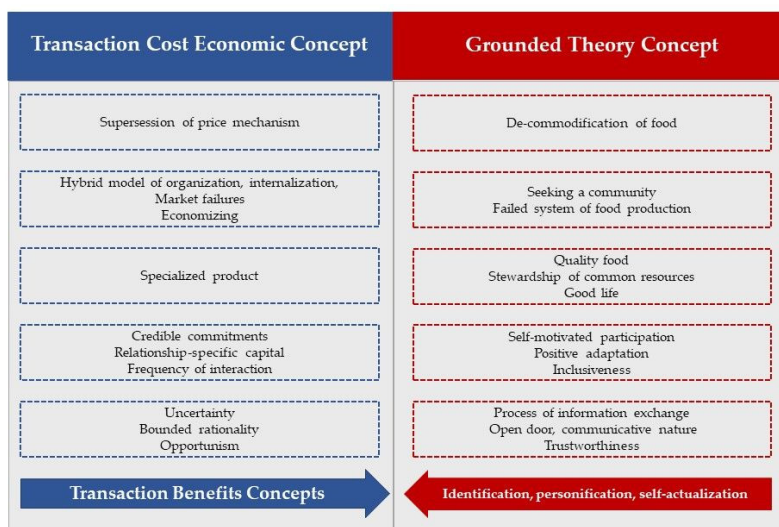 Transaction Cost Economic Concept
Grounded Theory Concept
Supersession of price mechanism
De-commodification of food
Hybrid model of organization, internalization,
Market failures
Economizing
Seeking a community
Failed system of food production
Specialized product
Quality food
Stewardship of common resources
Good life
Credible commitments
Relationship-specific capital
Frequency of interaction
Self-motivated participation
Positive adaptation
Inclusiveness
Uncertainty
Bounded rationality
Opportunism
Process of information exchange
Open door, communicative nature
Trustworthiness
Transaction Benefits Concepts
Identification, personification, self-actualization